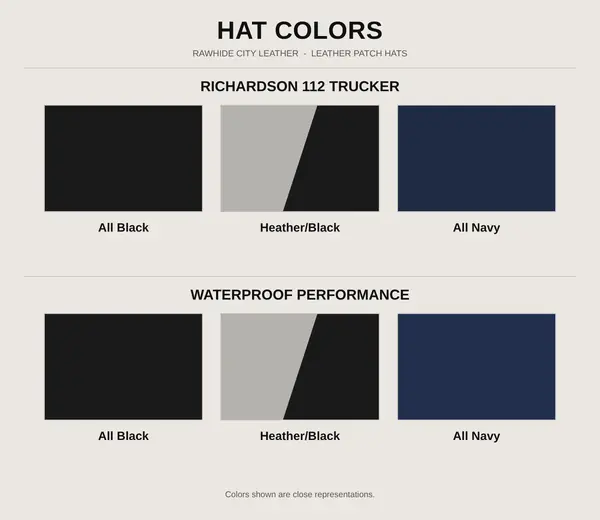 HAT COLORS
RAWHIDE CITY LEATHER - LEATHER PATCH HATS
RICHARDSON 112 TRUCKER
All Black
Heather/Black
All Navy
WATERPROOF PERFORMANCE
All Black
Heather/Black
All Navy
Colors shown are close representations.